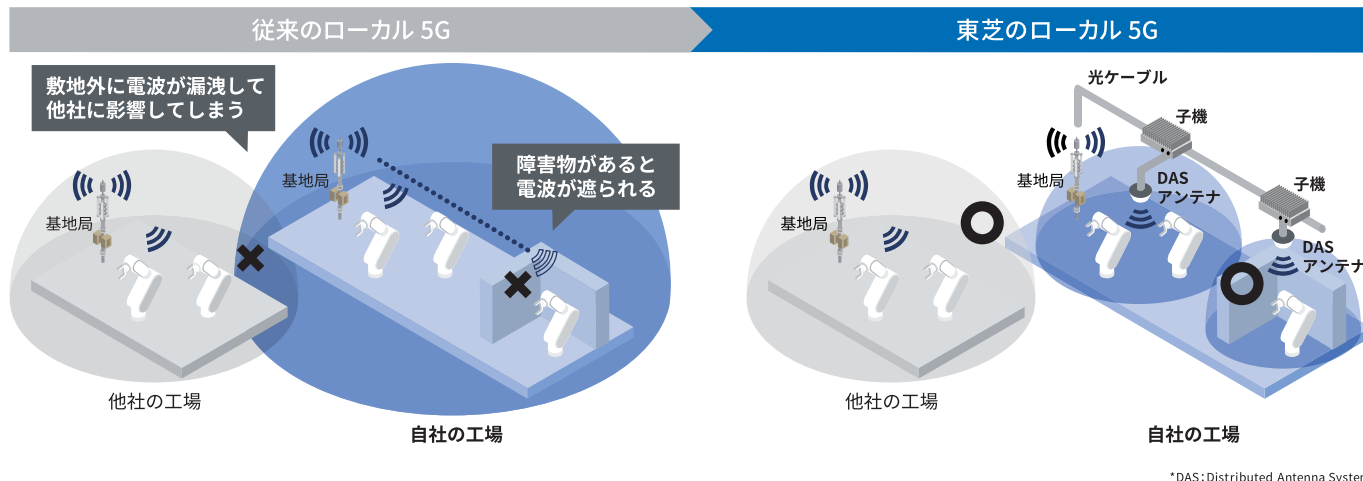 従来のローカル 5G
東芝のローカル 5G
敷地外に電波が漏洩して
他社に影響してしまう
障害物があると
電波が遮られる
基地局
基地局
他社の工場
自社の工場
光ケーブル
子機
子機
基地局
基地局
DAS
アンテナ
DAS
アンテナ
他社の工場
自社の工場
*DAS:Distributed Antenna System